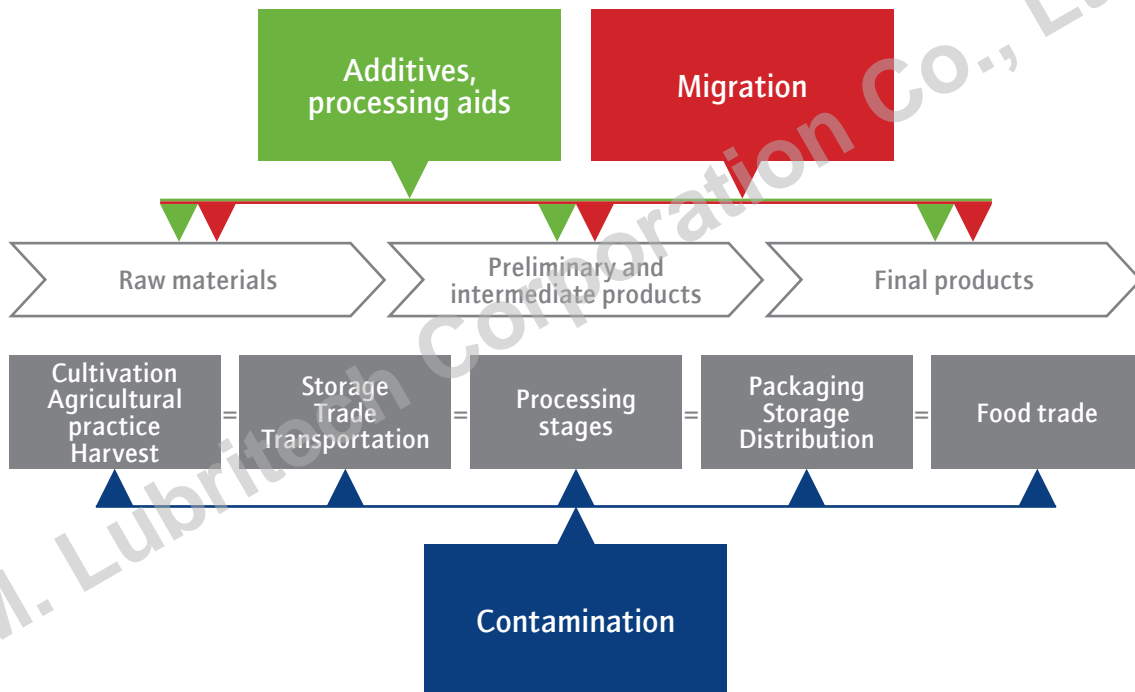 Additives,
processing aids
Migration
Raw materials
Preliminary and
intermediate products
Final products
Cultivation
Agricultural
practice
Harvest
=
Storage
Trade
Transportation
=
Processing
stages
=
Packaging
Storage
Distribution
=
Food trade
Contamination
M. Lubritech Corporation Co., Lt